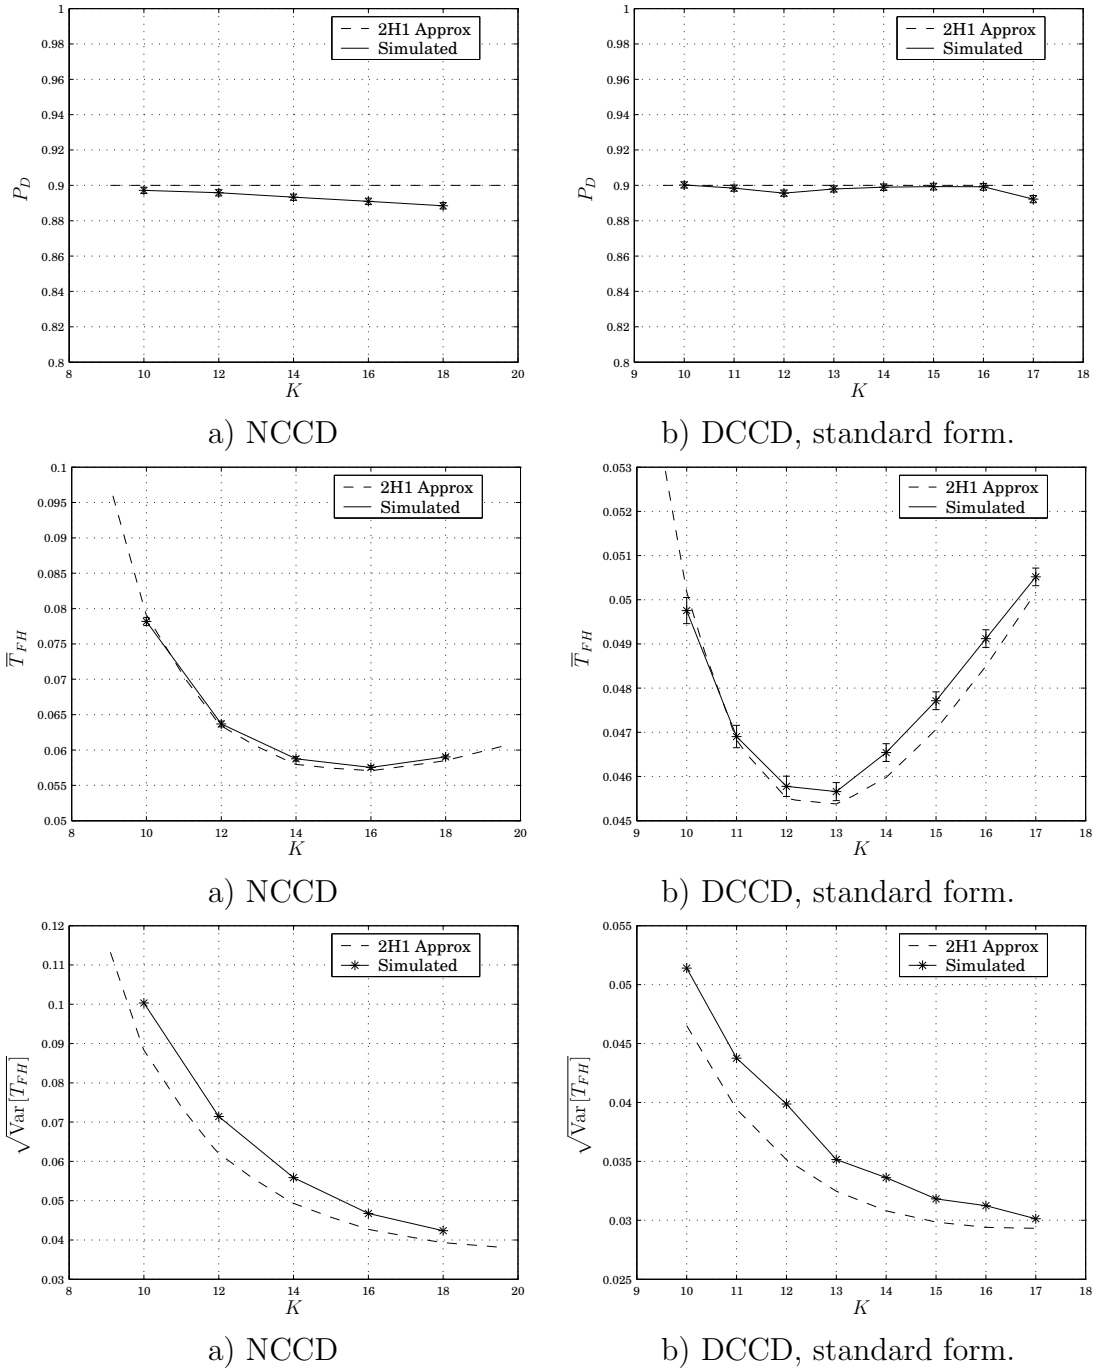 1
0.98
0.96
0.94
0.92
0.9
0.88
0.86
0.84
0.82
0.8
P_D
2H1 Approx
Simulated
8 10 12 14 16 18 20
K
a) NCCD
1
0.98
0.96
0.94
0.92
0.9
0.88
0.86
0.84
0.82
0.8
P_D
2H1 Approx
Simulated
9 10 11 12 13 14 15 16 17 18
K
b) DCCD, standard form.
0.1
0.095
0.09
0.085
0.08
0.075
0.07
0.065
0.06
0.055
0.05
T̅_FH
2H1 Approx
Simulated
8 10 12 14 16 18 20
K
a) NCCD
0.053
0.052
0.051
0.05
0.049
0.048
0.047
0.046
0.045
T̅_FH
2H1 Approx
Simulated
9 10 11 12 13 14 15 16 17 18
K
b) DCCD, standard form.
0.12
0.11
0.1
0.09
0.08
0.07
0.06
0.05
0.04
0.03
√Var [T_FH]
2H1 Approx
Simulated
8 10 12 14 16 18 20
K
a) NCCD
0.055
0.05
0.045
0.04
0.035
0.03
0.025
√Var [T_FH]
2H1 Approx
Simulated
9 10 11 12 13 14 15 16 17 18
K
b) DCCD, standard form.